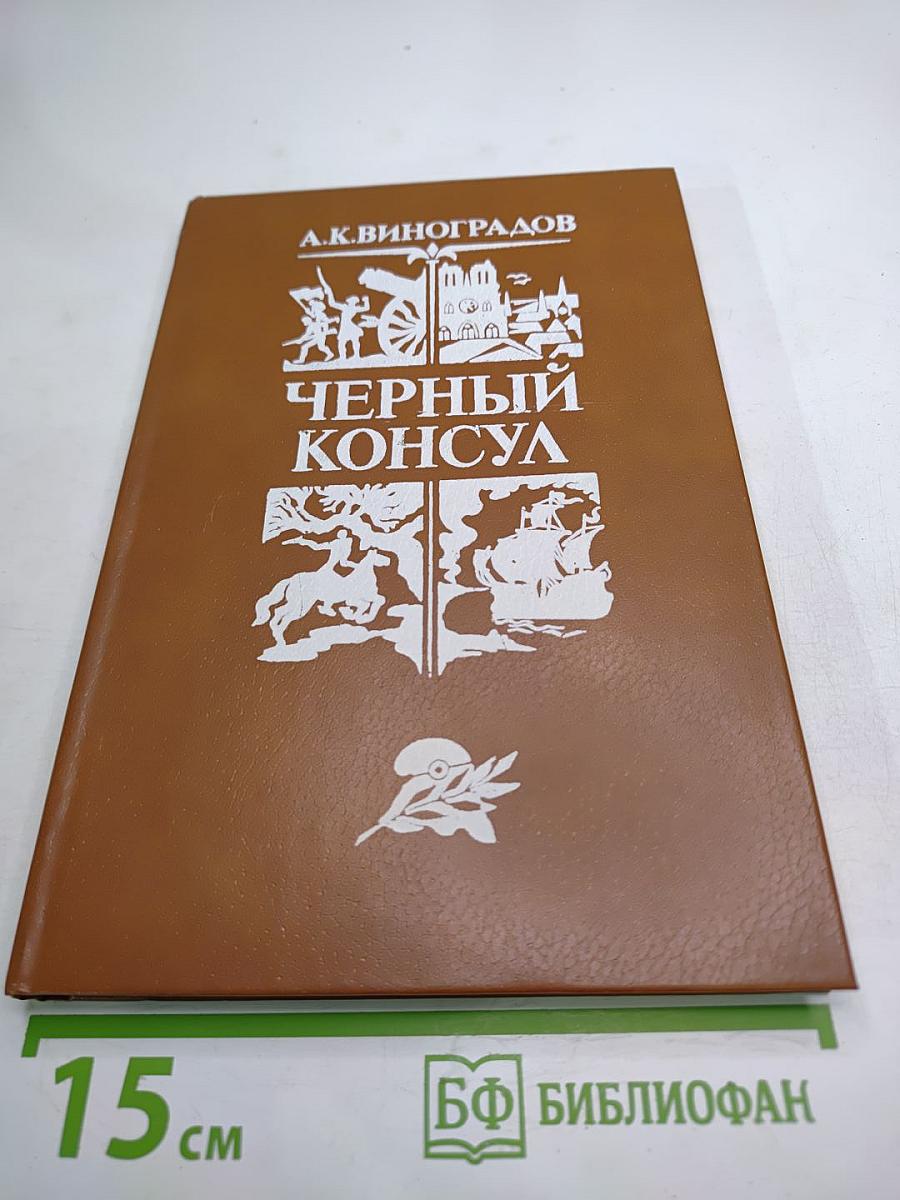 А.К.ВИНОГРАДОВ
ЧЕРНЫЙ
КОНСУЛ
15 см
БФ БИБЛИОФАН